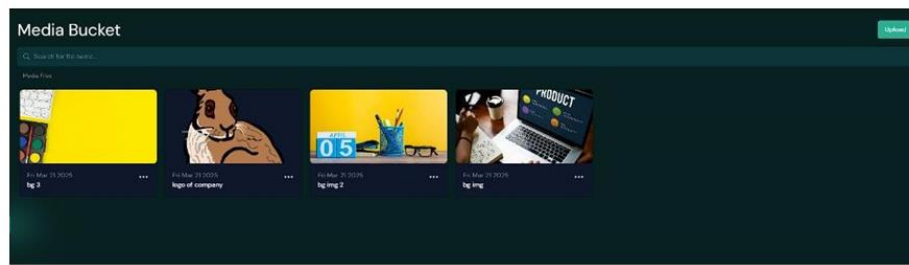 Media Bucket
Upload
Search for file name...
Media Files
APRIL
05
PRODUCT
Fri Mar 21 2025
bg 3
Fri Mar 21 2025
logo of company
Fri Mar 21 2025
bg img 2
Fri Mar 21 2025
bg img